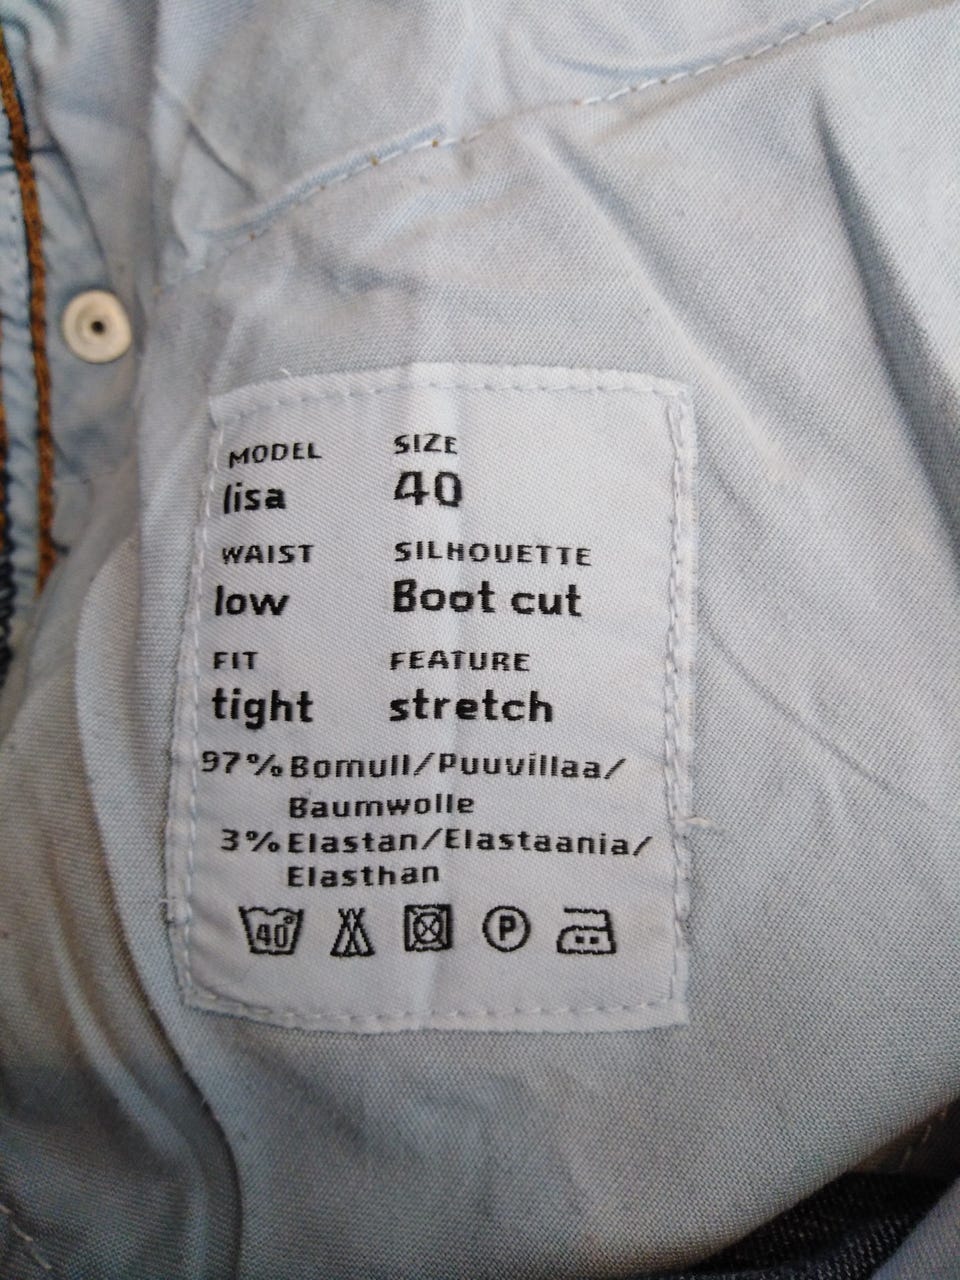 MODEL SIZE
lisa 40
WAIST SILHOUETTE
low Boot cut
FIT FEATURE
tight stretch
97% Bomull/Puuvillaa/
Baumwolle
3% Elastan/Elastaania/
Elasthan
40° P